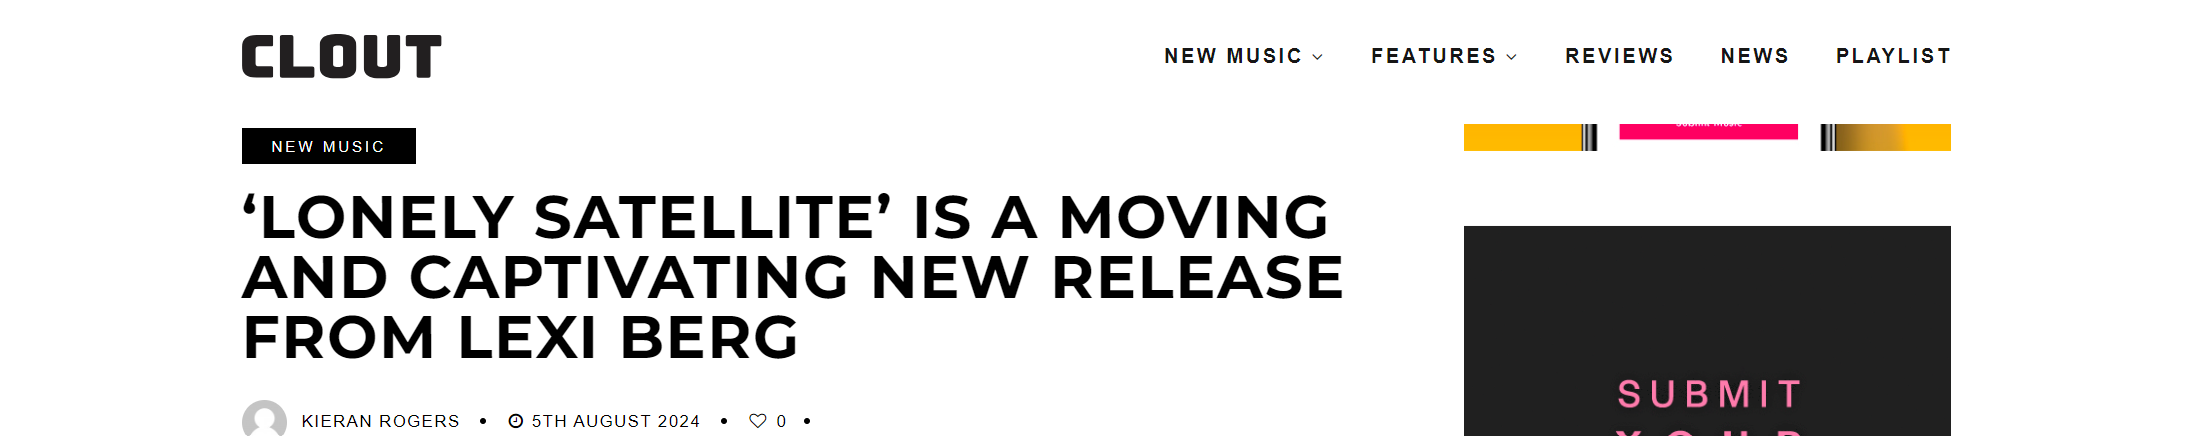 CLOUT
NEW MUSIC
FEATURES
REVIEWS
NEWS
PLAYLIST
NEW MUSIC
‘LONELY SATELLITE’ IS A MOVING
AND CAPTIVATING NEW RELEASE
FROM LEXI BERG
KIERAN ROGERS • 5TH AUGUST 2024 • 0 •
SUBMIT